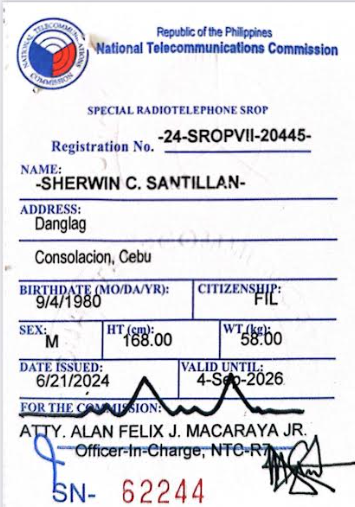 NATIONAL TELECOMMUNICATIONS COMMISSION
Republic of the Philippines
National Telecommunications Commission
SPECIAL RADIOTELEPHONE SROP
Registration No. -24-SROPVII-20445-
NAME:
-SHERWIN C. SANTILLAN-
ADDRESS:
Danglag
Consolacion, Cebu
BIRTHDATE (MO/DA/YR): CITIZENSHIP:
9/4/1980 FIL
SEX: HT (cm): WT (kg):
M 168.00 58.00
DATE ISSUED: VALID UNTIL:
6/21/2024 4-Sep-2026
FOR THE COMMISSION:
ATTY. ALAN FELIX J. MACARAYA JR.
Officer-In-Charge, NTC-R7
SN- 62244